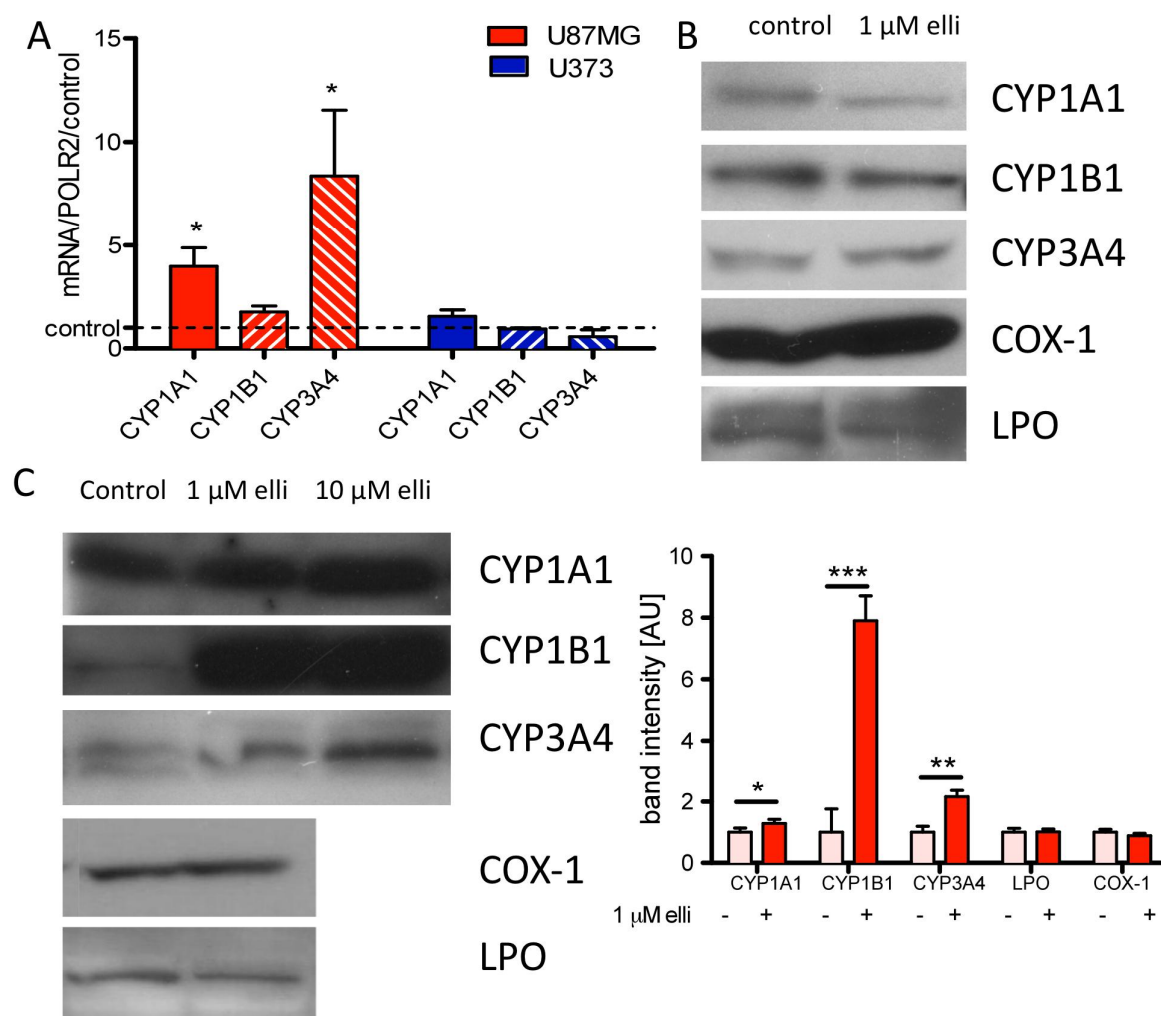 A
mRNA/POLR2/control
15
10
5
control
0
*
*
U87MG
U373
CYP1A1
CYP1B1
CYP3A4
CYP1A1
CYP1B1
CYP3A4
B
control 1 µM elli
CYP1A1
CYP1B1
CYP3A4
COX-1
LPO
C
Control 1 µM elli 10 µM elli
CYP1A1
CYP1B1
CYP3A4
COX-1
LPO
band intensity [AU]
10
8
6
4
2
0
*
***
**
CYP1A1 CYP1B1 CYP3A4 LPO COX-1
1 µM elli - + - + - + - + - +